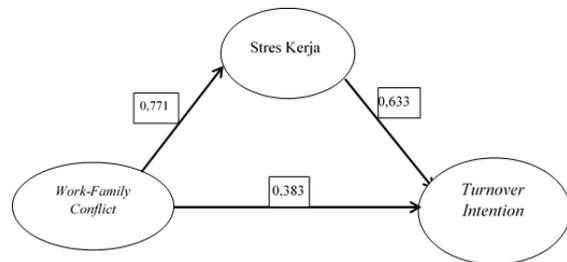 Stres Kerja
0,771
0,633
Work-Family
Conflict
0,383
Turnover
Intention